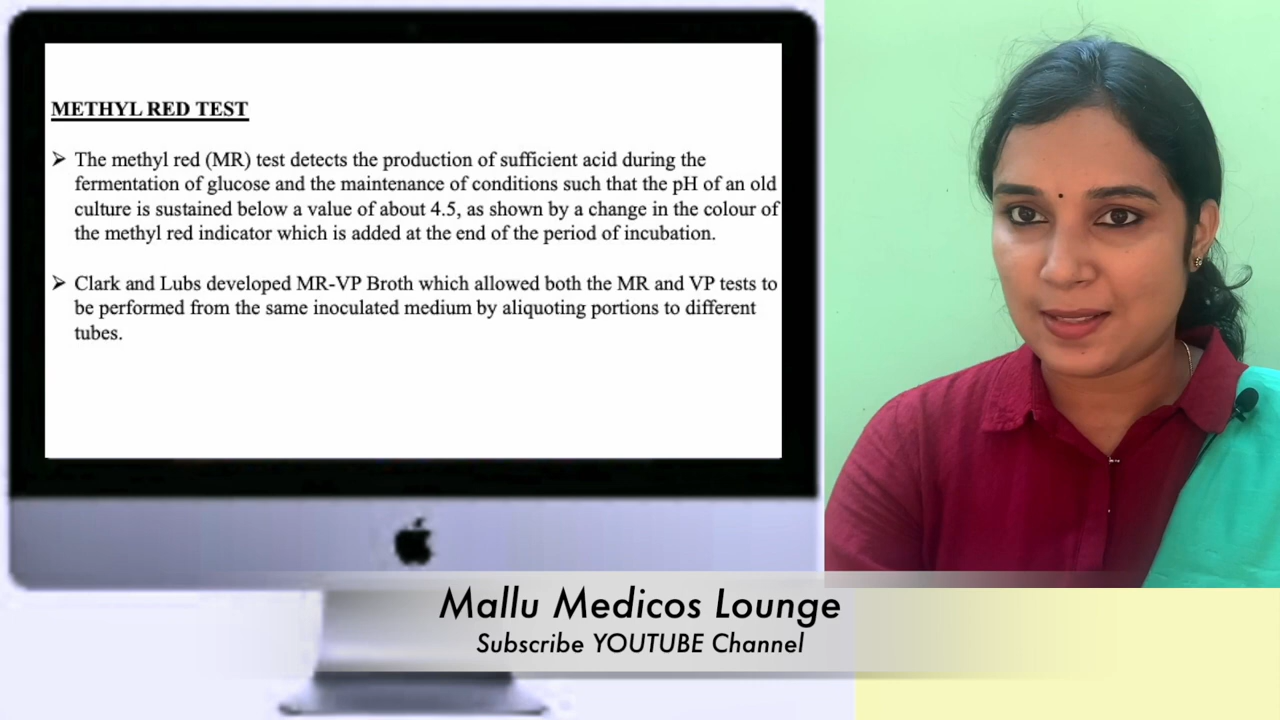 METHYL RED TEST
➢ The methyl red (MR) test detects the production of sufficient acid during the
fermentation of glucose and the maintenance of conditions such that the pH of an old
culture is sustained below a value of about 4.5, as shown by a change in the colour of
the methyl red indicator which is added at the end of the period of incubation.
➢ Clark and Lubs developed MR-VP Broth which allowed both the MR and VP tests to
be performed from the same inoculated medium by aliquoting portions to different
tubes.
Mallu Medicos Lounge
Subscribe YOUTUBE Channel